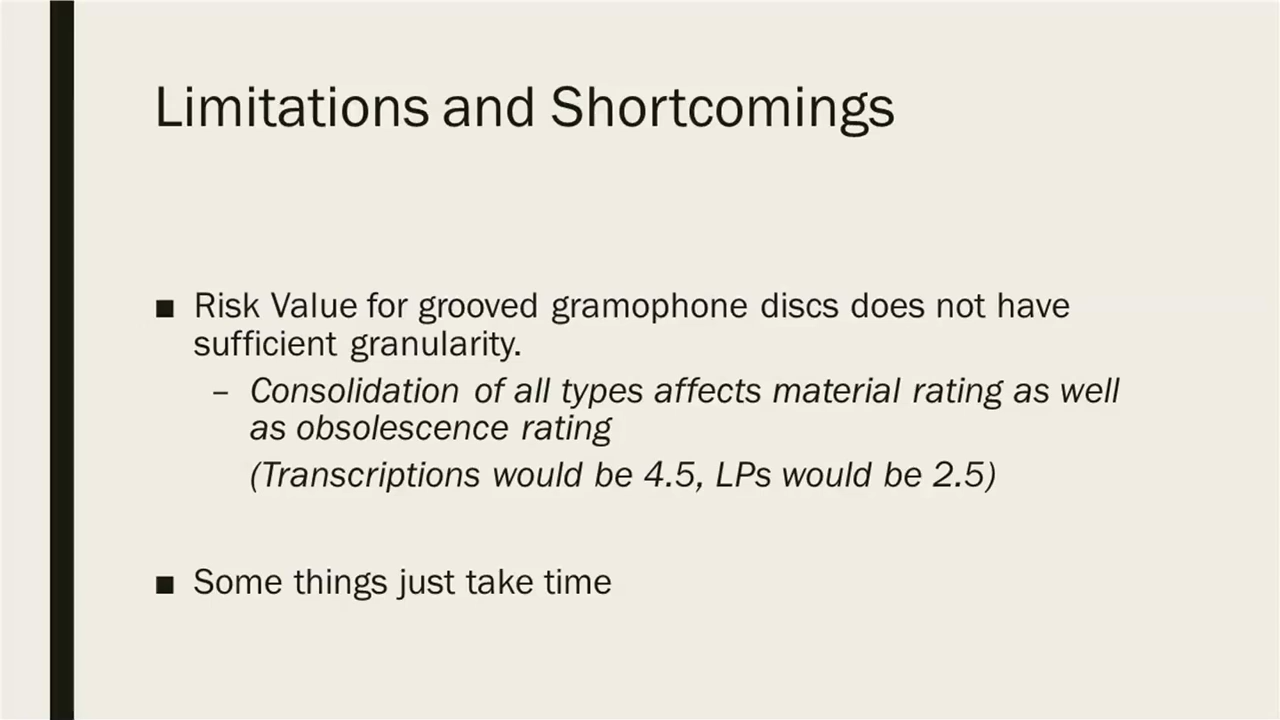 Limitations and Shortcomings
■ Risk Value for grooved gramophone discs does not have
sufficient granularity.
– Consolidation of all types affects material rating as well
as obsolescence rating
(Transcriptions would be 4.5, LPs would be 2.5)
■ Some things just take time